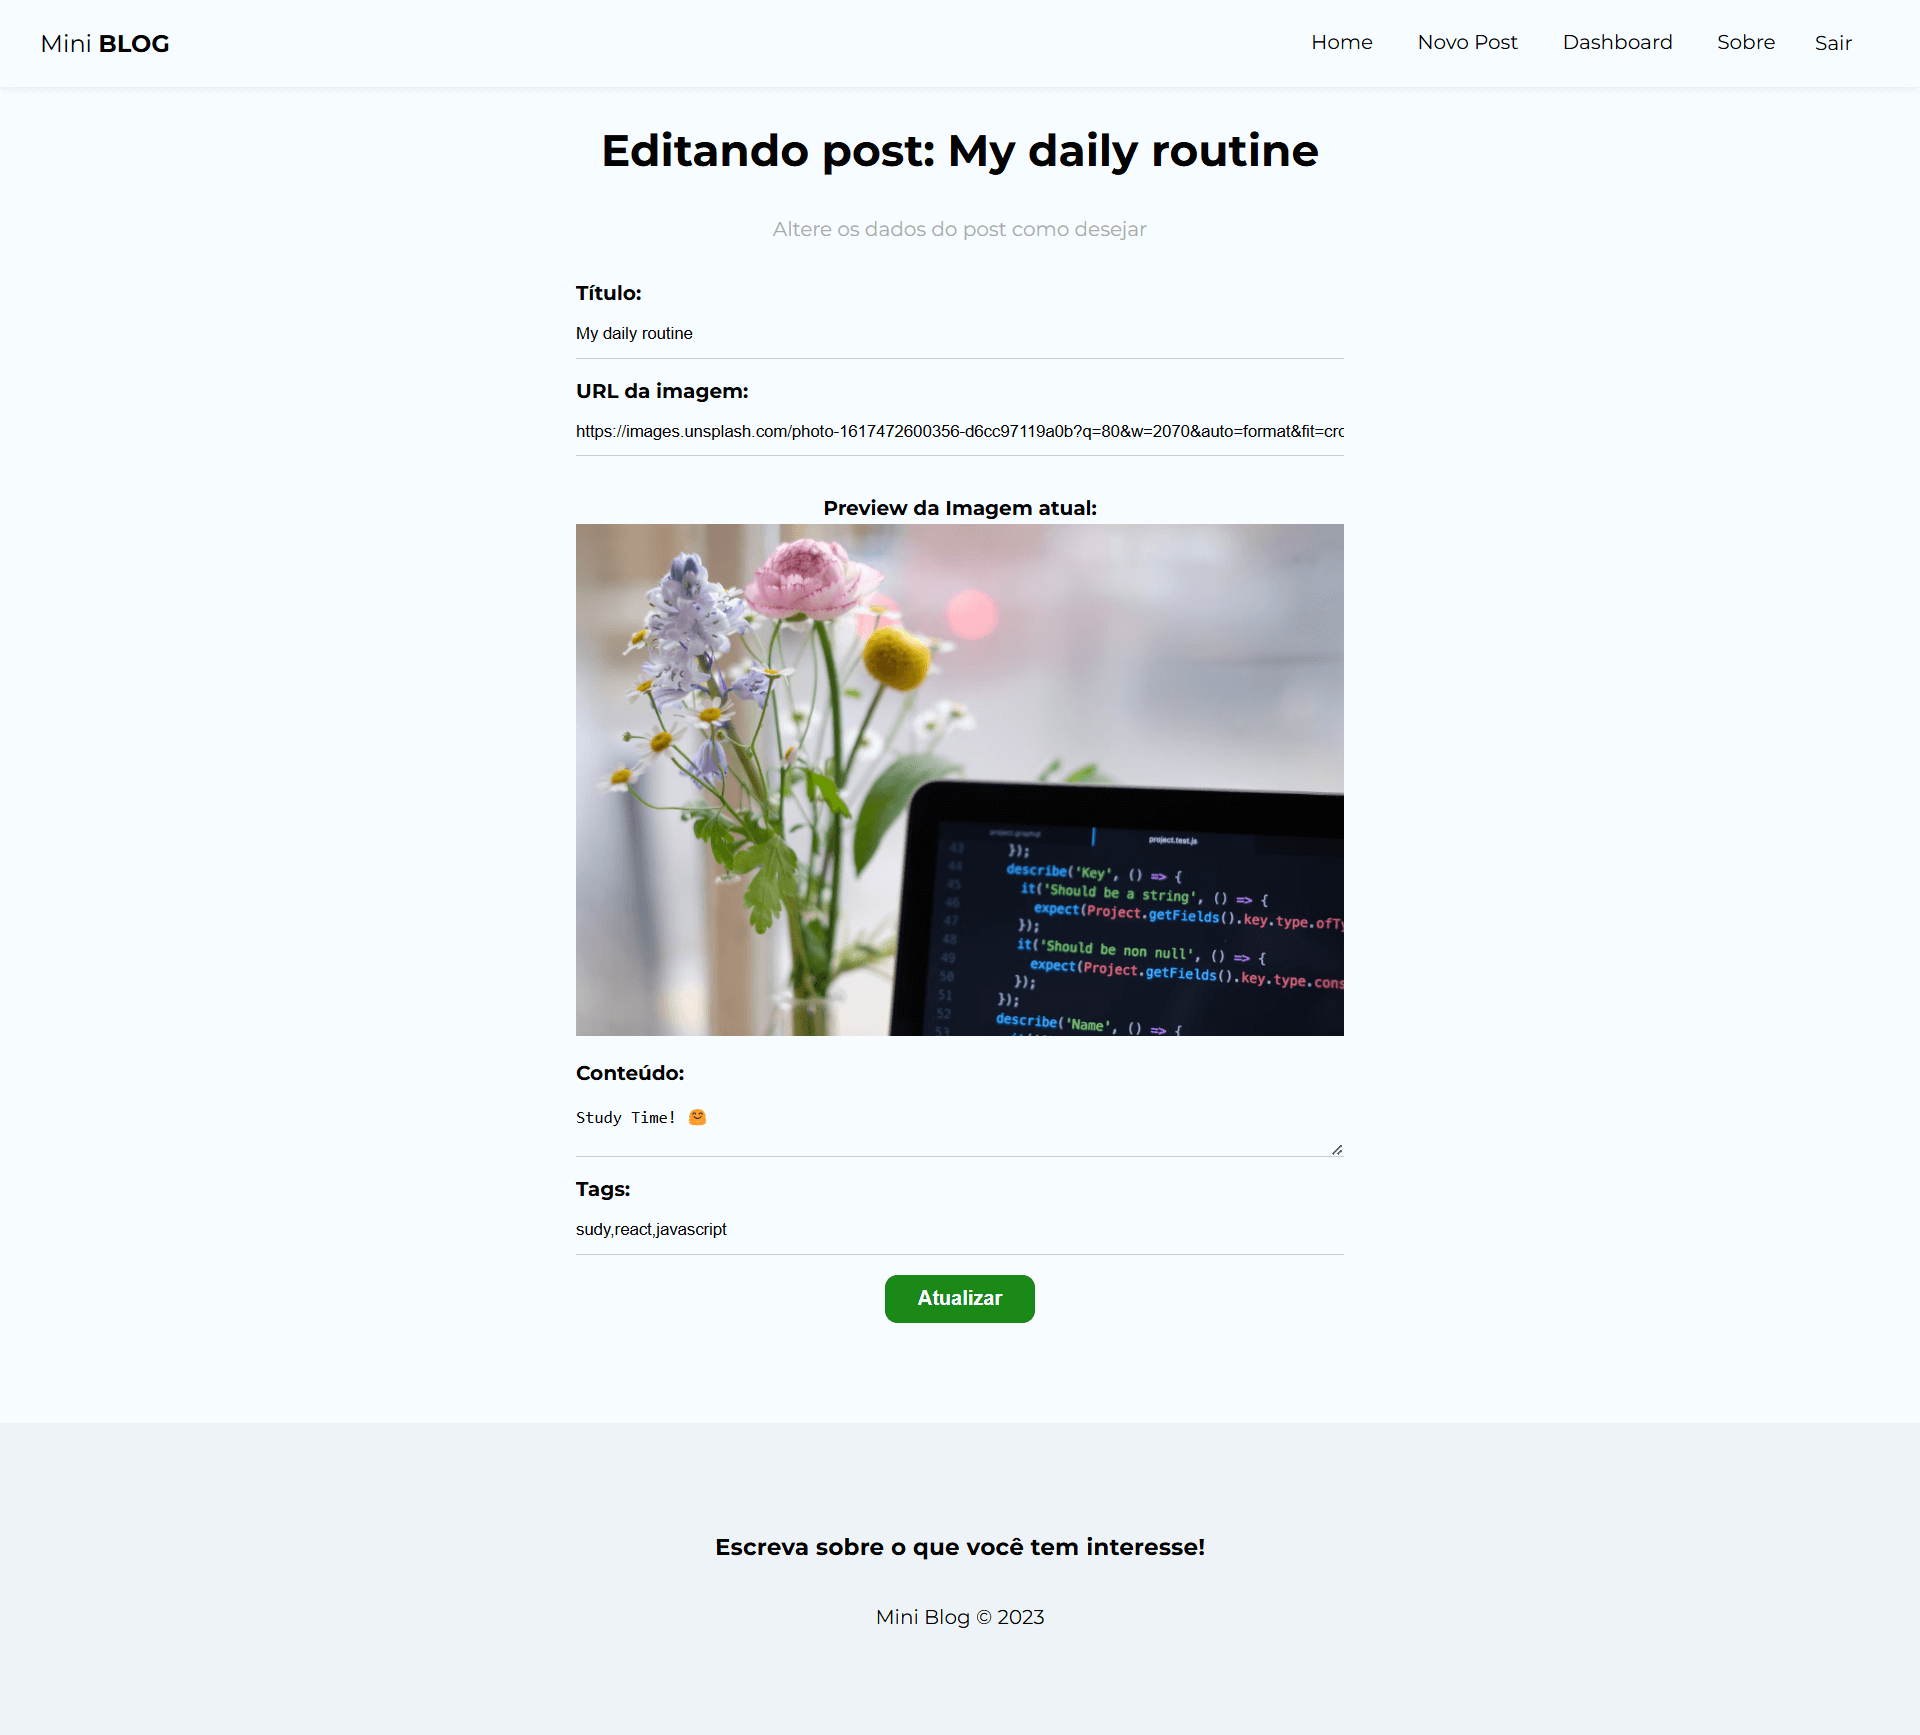 Mini BLOG
Home Novo Post Dashboard Sobre Sair
Editando post: My daily routine
Altere os dados do post como desejar
Título:
My daily routine
URL da imagem:
https://images.unsplash.com/photo-1617472600356-d6cc97119a0b?q=80&w=2070&auto=format&fit=crc
Preview da Imagem atual:
project.graphql project.test.js
43 });
44 describe('Key', () => {
45 it('Should be a string', () => {
46 expect(Project.getFields().key.type.ofTy
47 });
48 it('Should be non null', () => {
49 expect(Project.getFields().key.type.cons
50 });
51 });
52 describe('Name', () => {
53
Conteúdo:
Study Time! 🤗
Tags:
sudy,react,javascript
Atualizar
Escreva sobre o que você tem interesse!
Mini Blog © 2023